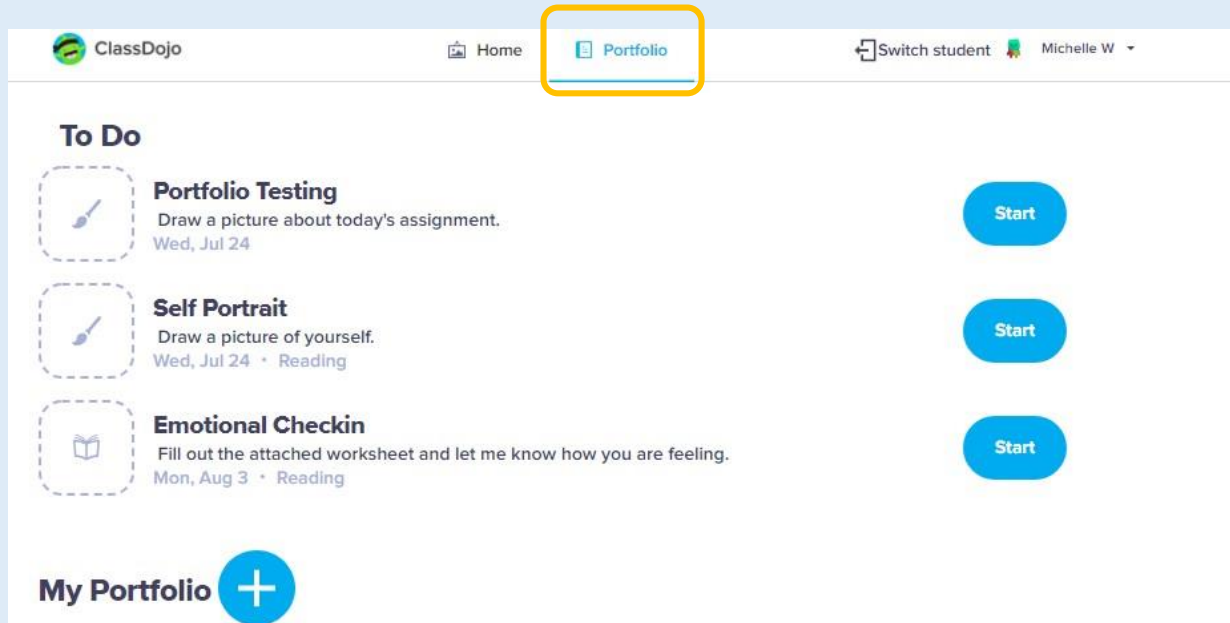 ClassDojo Home Portfolio Switch student Michelle W
To Do
Portfolio Testing
Draw a picture about today's assignment.
Wed, Jul 24
Start
Self Portrait
Draw a picture of yourself.
Wed, Jul 24 • Reading
Start
Emotional Checkin
Fill out the attached worksheet and let me know how you are feeling.
Mon, Aug 3 • Reading
Start
My Portfolio +